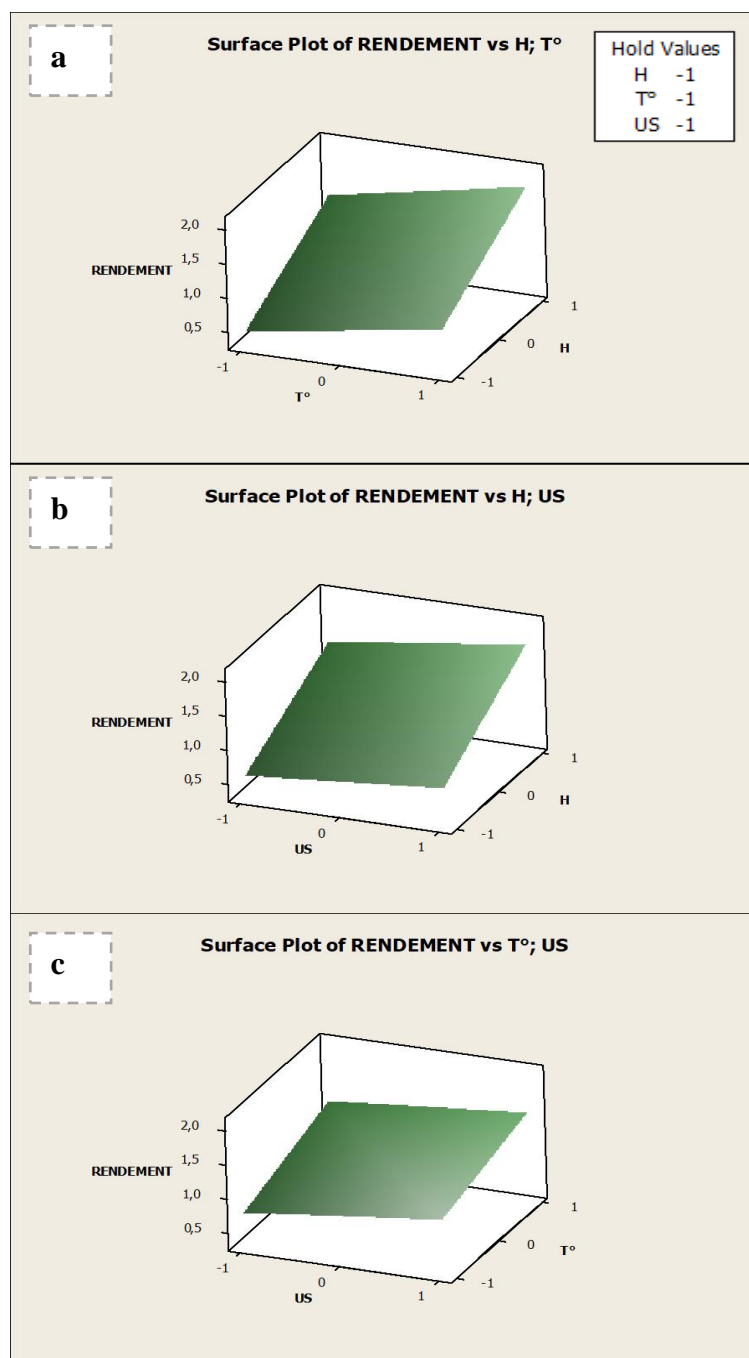 a
Surface Plot of RENDEMENT vs H; T°
Hold Values
H -1
T° -1
US -1
2,0
1,5
RENDEMENT
1,0
0,5
1
0
H
-1
-1
0
1
T°
b
Surface Plot of RENDEMENT vs H; US
2,0
1,5
RENDEMENT
1,0
0,5
1
0
H
-1
-1
0
1
US
c
Surface Plot of RENDEMENT vs T°; US
2,0
1,5
RENDEMENT
1,0
0,5
1
0
T°
-1
-1
0
1
US